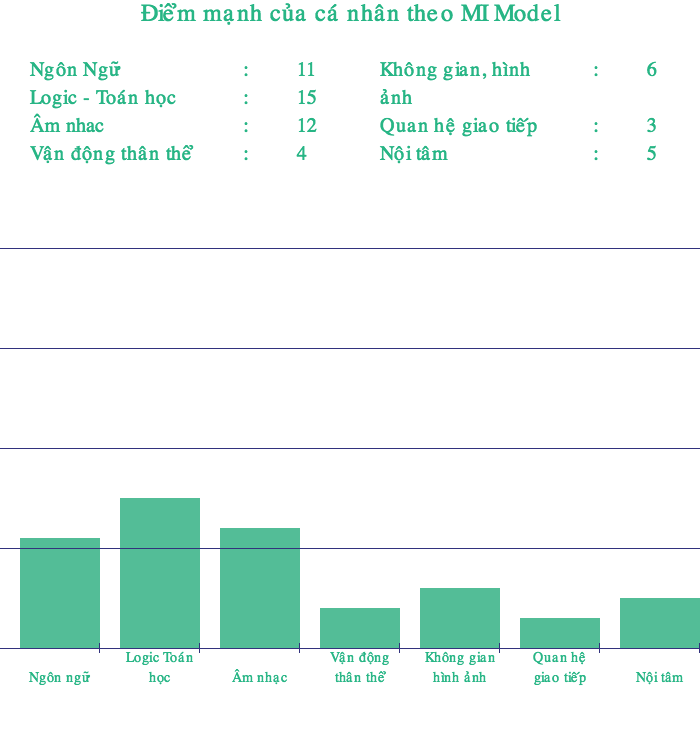 Điểm mạnh của cá nhân theo MI Model
Ngôn Ngữ : 11
Logic - Toán học : 15
Âm nhac : 12
Vận động thân thể : 4
Không gian, hình : 6
ảnh
Quan hệ giao tiếp : 3
Nội tâm : 5
Ngôn ngữ
Logic Toán
học
Âm nhạc
Vận động
thân thể
Không gian
hình ảnh
Quan hệ
giao tiếp
Nội tâm